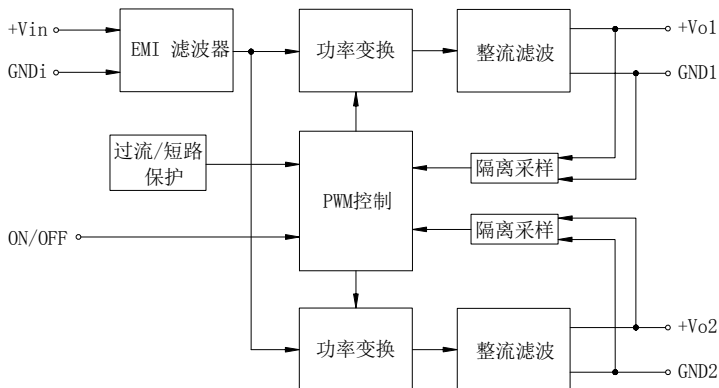 +Vin
GNDi
EMI 滤波器
功率变换
整流滤波
+Vo1
GND1
过流/短路
保护
PWM控制
隔离采样
隔离采样
ON/OFF
功率变换
整流滤波
+Vo2
GND2